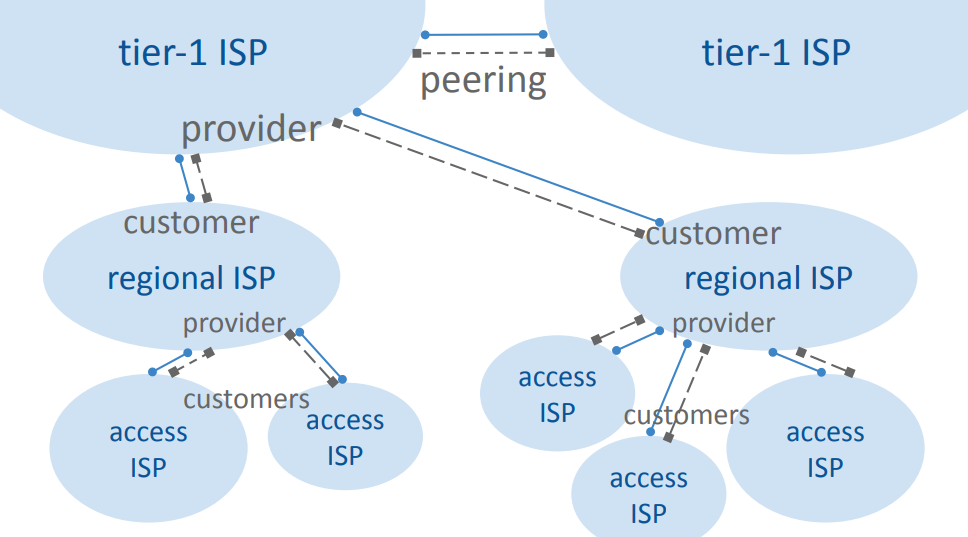 tier-1 ISP
tier-1 ISP
peering
provider
customer
customer
regional ISP
regional ISP
provider
provider
customers
customers
access
ISP
access
ISP
access
ISP
access
ISP
access
ISP